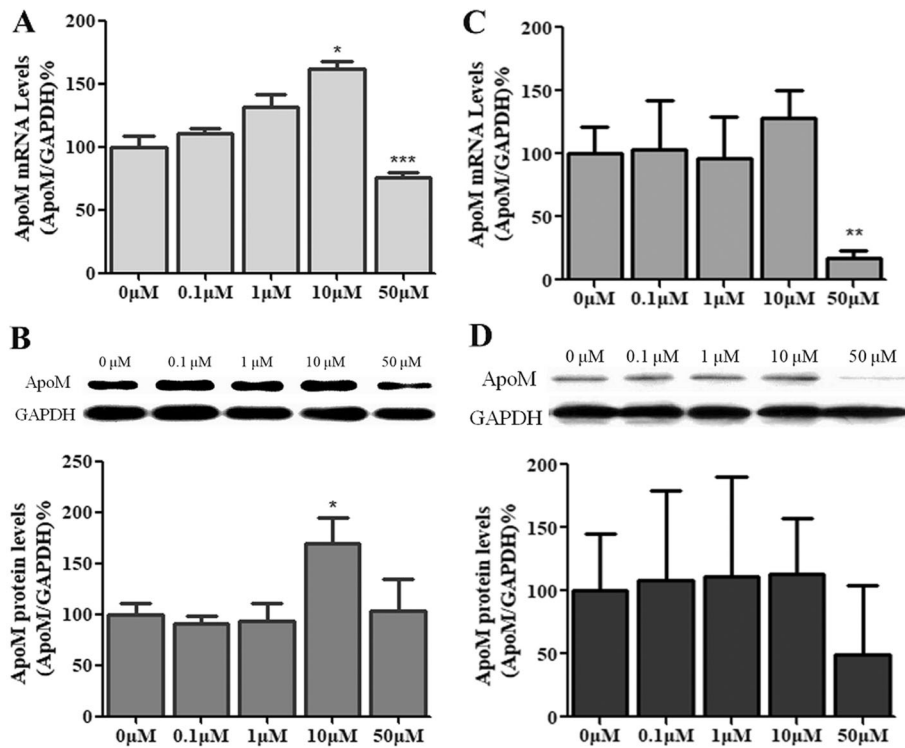 A
ApoM mRNA Levels
(ApoM/GAPDH)%
200
150
100
50
0
*
***
0µM 0.1µM 1µM 10µM 50µM
B
0 µM 0.1 µM 1 µM 10 µM 50 µM
ApoM
GAPDH
ApoM protein levels
(ApoM/GAPDH)%
250
200
150
100
50
0
*
0µM 0.1µM 1µM 10µM 50µM
C
ApoM mRNA Levels
(ApoM/GAPDH)%
200
150
100
50
0
**
0µM 0.1µM 1µM 10µM 50µM
D
0 µM 0.1 µM 1 µM 10 µM 50 µM
ApoM
GAPDH
ApoM protein levels
(ApoM/GAPDH)%
200
150
100
50
0
0µM 0.1µM 1µM 10µM 50µM